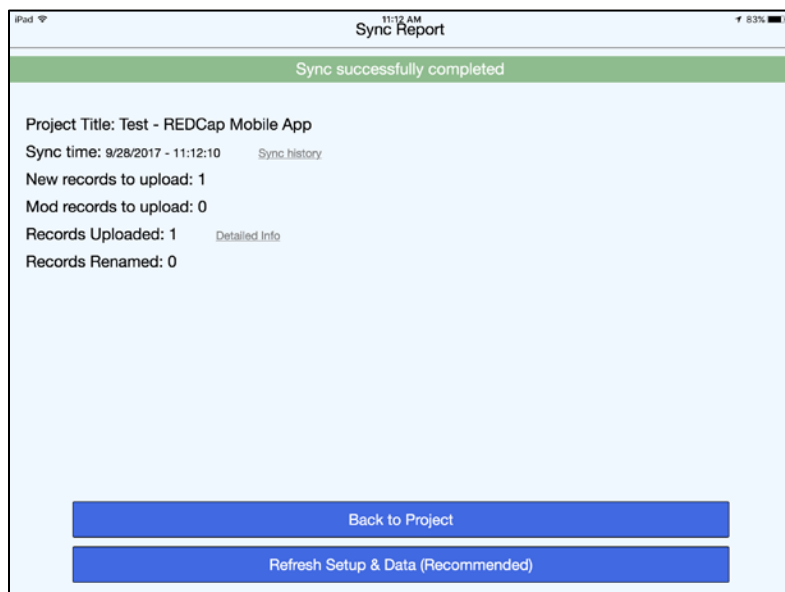 iPad 11:12 AM 83%
Sync Report
Sync successfully completed
Project Title: Test - REDCap Mobile App
Sync time: 9/28/2017 - 11:12:10 Sync history
New records to upload: 1
Mod records to upload: 0
Records Uploaded: 1 Detailed Info
Records Renamed: 0
Back to Project
Refresh Setup & Data (Recommended)